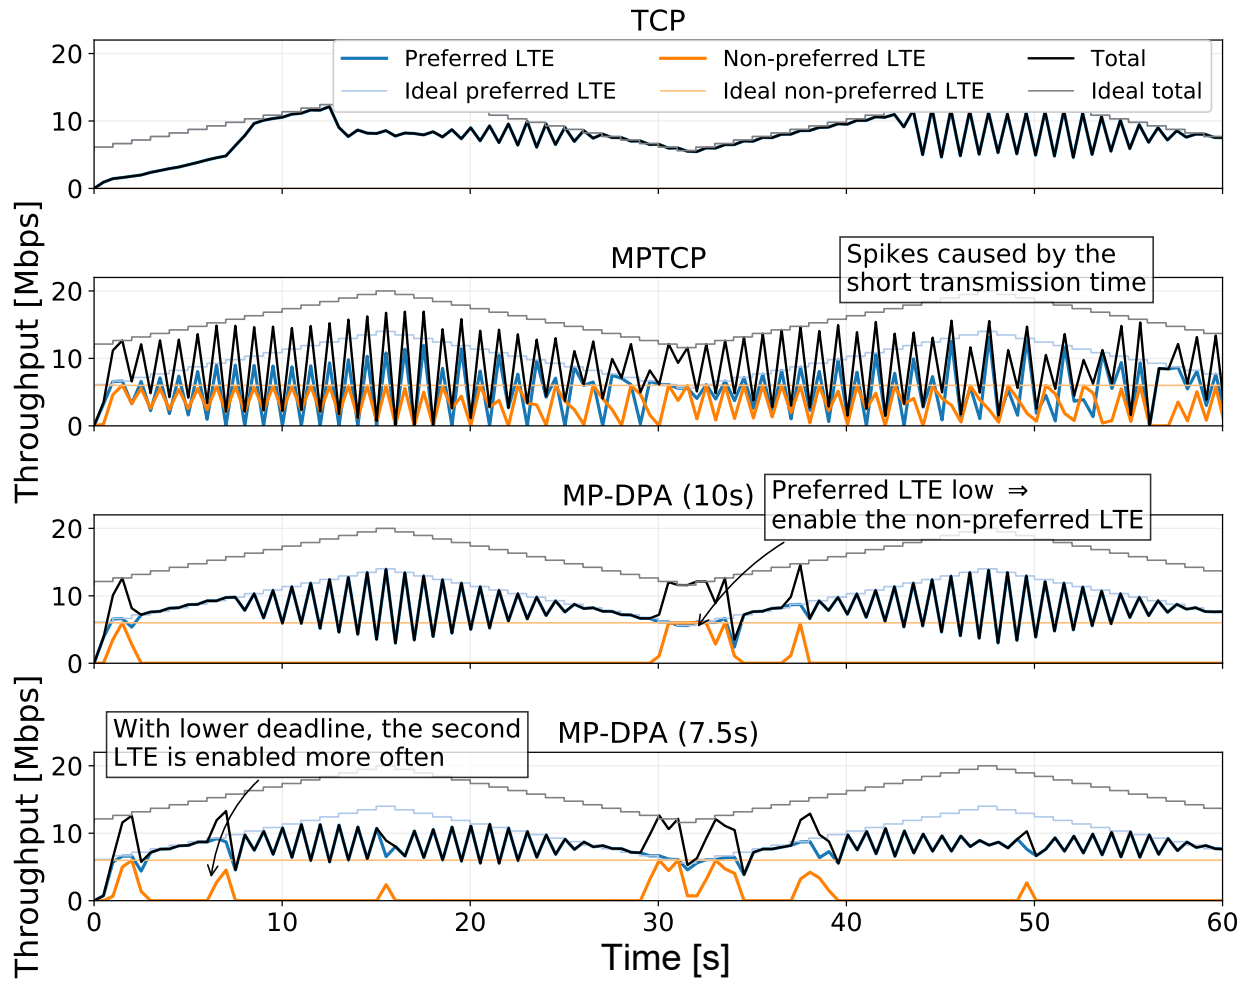 TCP
Preferred LTE
Non-preferred LTE
Total
Ideal preferred LTE
Ideal non-preferred LTE
Ideal total
20
10
0
MPTCP
Spikes caused by the
short transmission time
20
10
0
Throughput [Mbps]
MP-DPA (10s)
Preferred LTE low ⇒
enable the non-preferred LTE
20
10
0
MP-DPA (7.5s)
With lower deadline, the second
LTE is enabled more often
20
10
0
Throughput [Mbps]
0 10 20 30 40 50 60
Time [s]